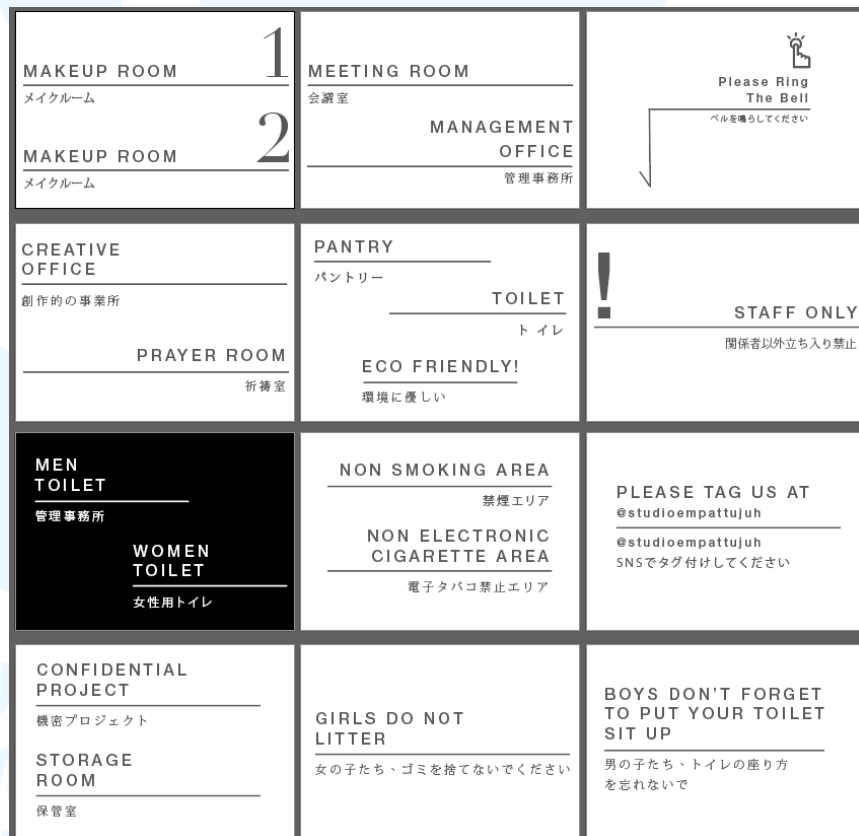 MAKEUP ROOM 1
メイクルーム
MAKEUP ROOM 2
メイクルーム
MEETING ROOM
会議室
MANAGEMENT
OFFICE
管理事務所
Please Ring
The Bell
ベルを鳴らしてください
CREATIVE
OFFICE
創作的の事業所
PRAYER ROOM
祈祷室
PANTRY
パントリー
TOILET
ト イレ
ECO FRIENDLY!
環境に優しい
!
STAFF ONLY
関係者以外立ち入り禁止
MEN
TOILET
管理事務所
WOMEN
TOILET
女性用トイレ
NON SMOKING AREA
禁煙エリア
NON ELECTRONIC
CIGARETTE AREA
電子タバコ禁止エリア
PLEASE TAG US AT
@studioempattujuh
@studioempattujuh
SNSでタグ付けしてください
CONFIDENTIAL
PROJECT
機密プロジェクト
STORAGE
ROOM
保管室
GIRLS DO NOT
LITTER
女の子たち、ゴミを捨てないでください
BOYS DON'T FORGET
TO PUT YOUR TOILET
SIT UP
男の子たち、トイレの座り方
を忘れないで